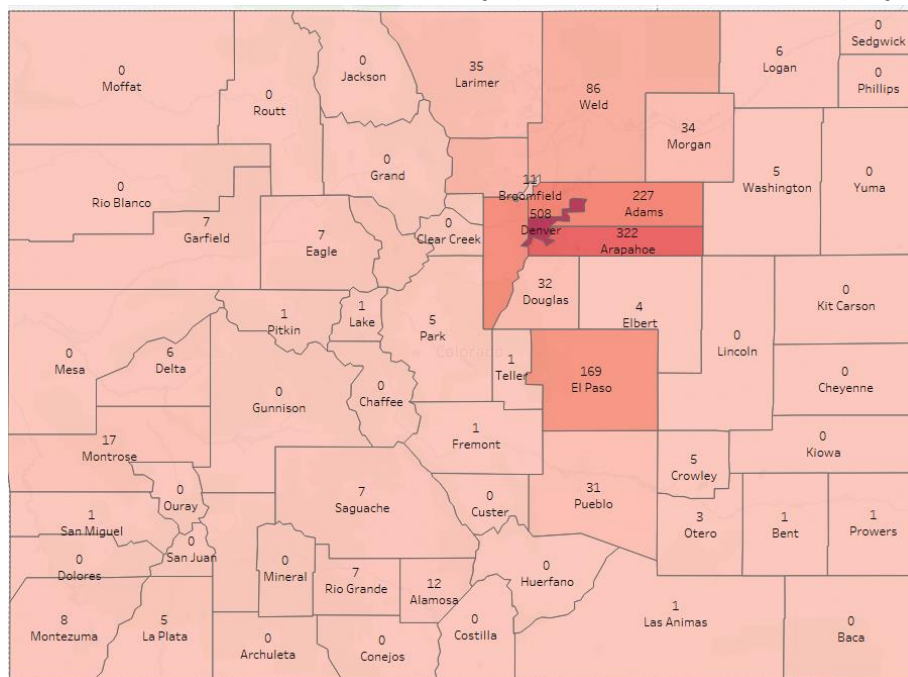 0
Moffat
0
Routt
0
Jackson
35
Larimer
86
Weld
6
Logan
0
Sedgwick
0
Phillips
34
Morgan
5
Washington
0
Yuma
0
Rio Blanco
7
Garfield
7
Eagle
0
Grand
0
Clear Creek
11
Broomfield
227
Adams
508
Denver
322
Arapahoe
32
Douglas
4
Elbert
0
Lincoln
0
Kit Carson
0
Cheyenne
0
Mesa
6
Delta
1
Pitkin
1
Lake
5
Park
Colorado
1
Teller
169
El Paso
0
Gunnison
0
Chaffee
1
Fremont
17
Montrose
0
Ouray
1
San Miguel
0
San Juan
0
Dolores
8
Montezuma
5
La Plata
0
Mineral
7
Saguache
0
Custer
31
Pueblo
5
Crowley
0
Kiowa
3
Otero
1
Bent
1
Prowers
7
Rio Grande
12
Alamosa
0
Huerfano
0
Archuleta
0
Conejos
0
Costilla
1
Las Animas
0
Baca